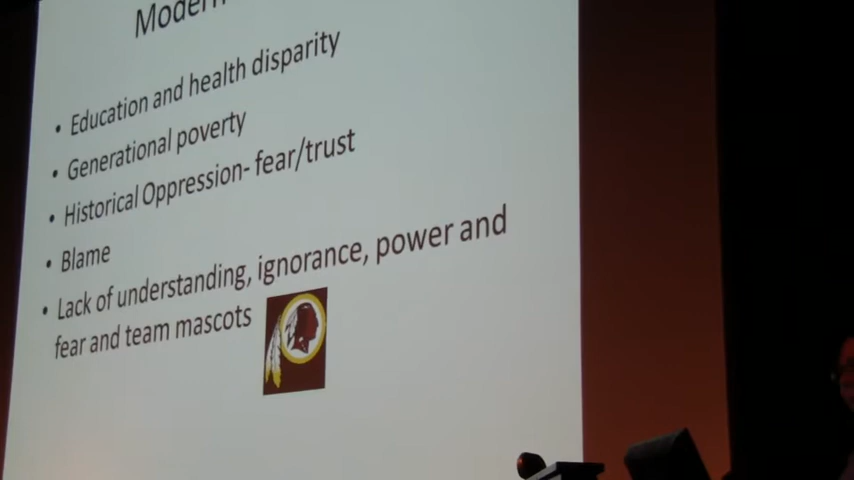 Modern
• Education and health disparity
• Generational poverty
• Historical Oppression- fear/trust
• Blame
• Lack of understanding, ignorance, power and
fear and team mascots